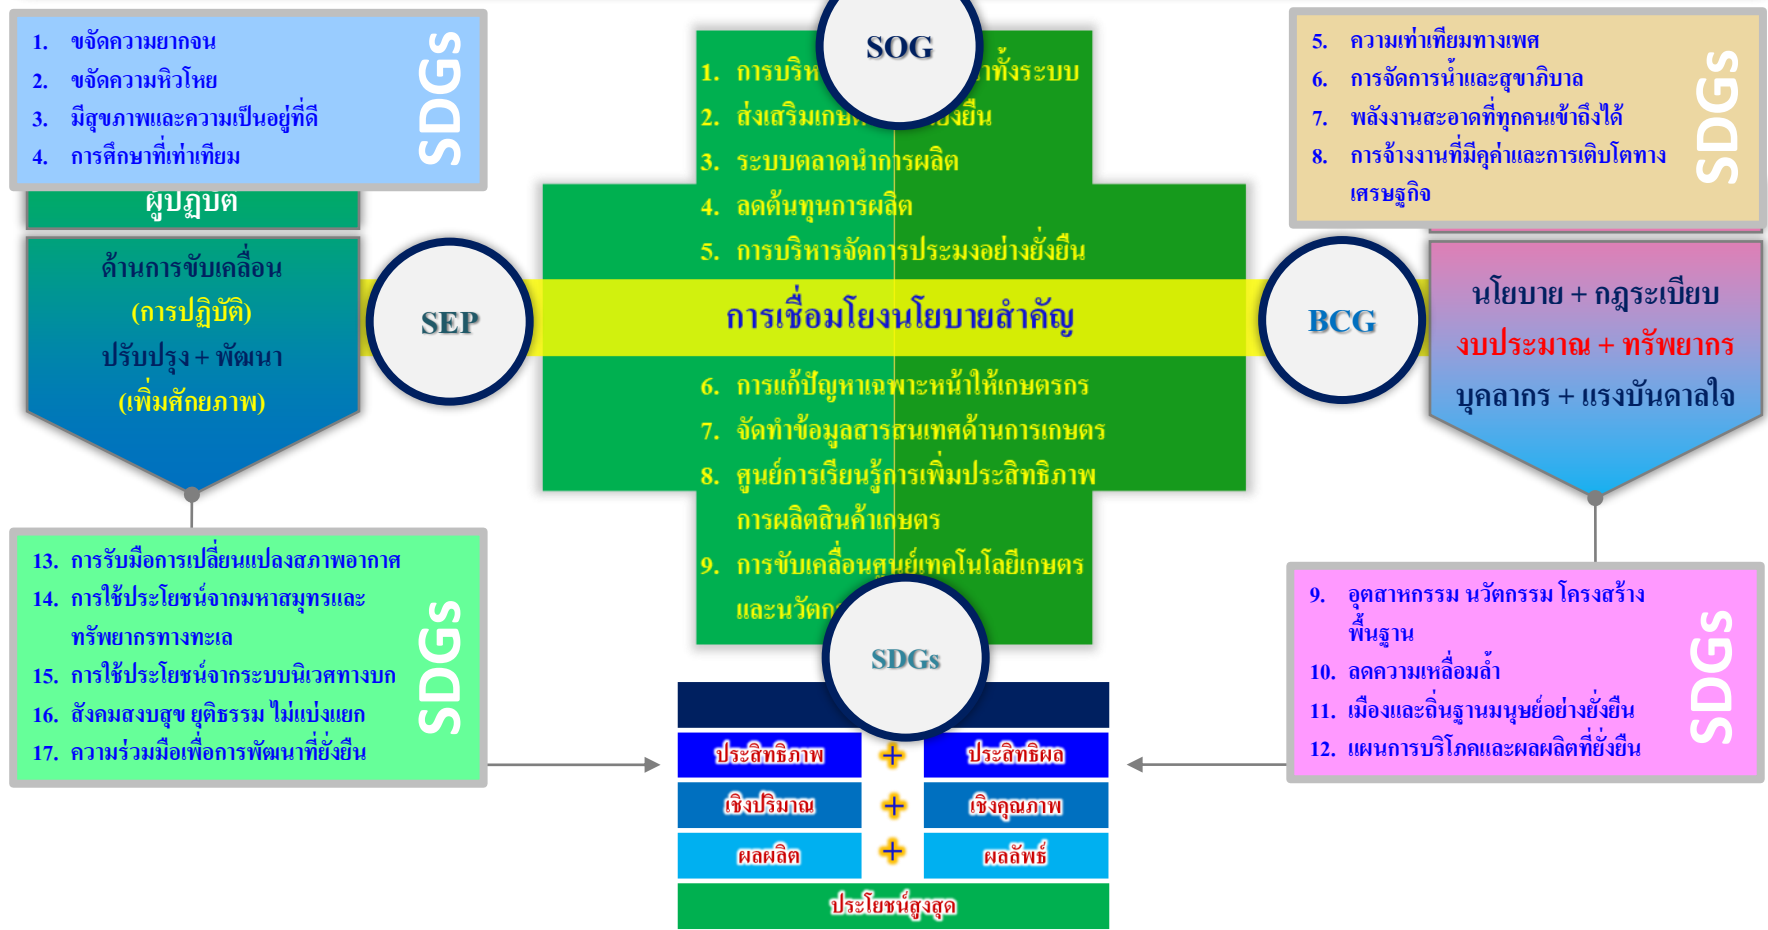 1. ขจัดความยากจน
2. ขจัดความหิวโหย
3. มีสุขภาพและความเป็นอยู่ที่ดี
4. การศึกษาที่เท่าเทียม
SDGs
ผู้ปฏิบัติ
ด้านการขับเคลื่อน
(การปฏิบัติ)
ปรับปรุง + พัฒนา
(เพิ่มศักยภาพ)
SEP
SOG
1. การบริห
ทั้งระบบ
2. ส่งเสริมเกษ
ยั่งยืน
3. ระบบตลาดนำการผลิต
4. ลดต้นทุนการผลิต
5. การบริหารจัดการประมงอย่างยั่งยืน
การเชื่อมโยงนโยบายสำคัญ
6. การแก้ปัญหาเฉพาะหน้าให้เกษตรกร
7. จัดทำข้อมูลสารสนเทศด้านการเกษตร
8. ศูนย์การเรียนรู้การเพิ่มประสิทธิภาพ
การผลิตสินค้าเกษตร
9. การขับเคลื่อนศูนย์เทคโนโลยีเกษตร
และนวัตก
5. ความเท่าเทียมทางเพศ
6. การจัดการน้ำและสุขาภิบาล
7. พลังงานสะอาดที่ทุกคนเข้าถึงได้
8. การจ้างงานที่มีคุค่าและการเติบโตทาง
เศรษฐกิจ
SDGs
BCG
นโยบาย + กฎระเบียบ
งบประมาณ + ทรัพยากร
บุคลากร + แรงบันดาลใจ
13. การรับมือการเปลี่ยนแปลงสภาพอากาศ
14. การใช้ประโยชน์จากมหาสมุทรและ
ทรัพยากรทางทะเล
15. การใช้ประโยชน์จากระบบนิเวศทางบก
16. สังคมสงบสุข ยุติธรรม ไม่แบ่งแยก
17. ความร่วมมือเพื่อการพัฒนาที่ยั่งยืน
SDGs
SDGs
ประสิทธิภาพ + ประสิทธิผล
เชิงปริมาณ + เชิงคุณภาพ
ผลผลิต + ผลลัพธ์
ประโยชน์สูงสุด
9. อุตสาหกรรม นวัตกรรม โครงสร้าง
พื้นฐาน
10. ลดความเหลื่อมล้ำ
11. เมืองและถิ่นฐานมนุษย์อย่างยั่งยืน
12. แผนการบริโภคและผลผลิตที่ยั่งยืน
SDGs